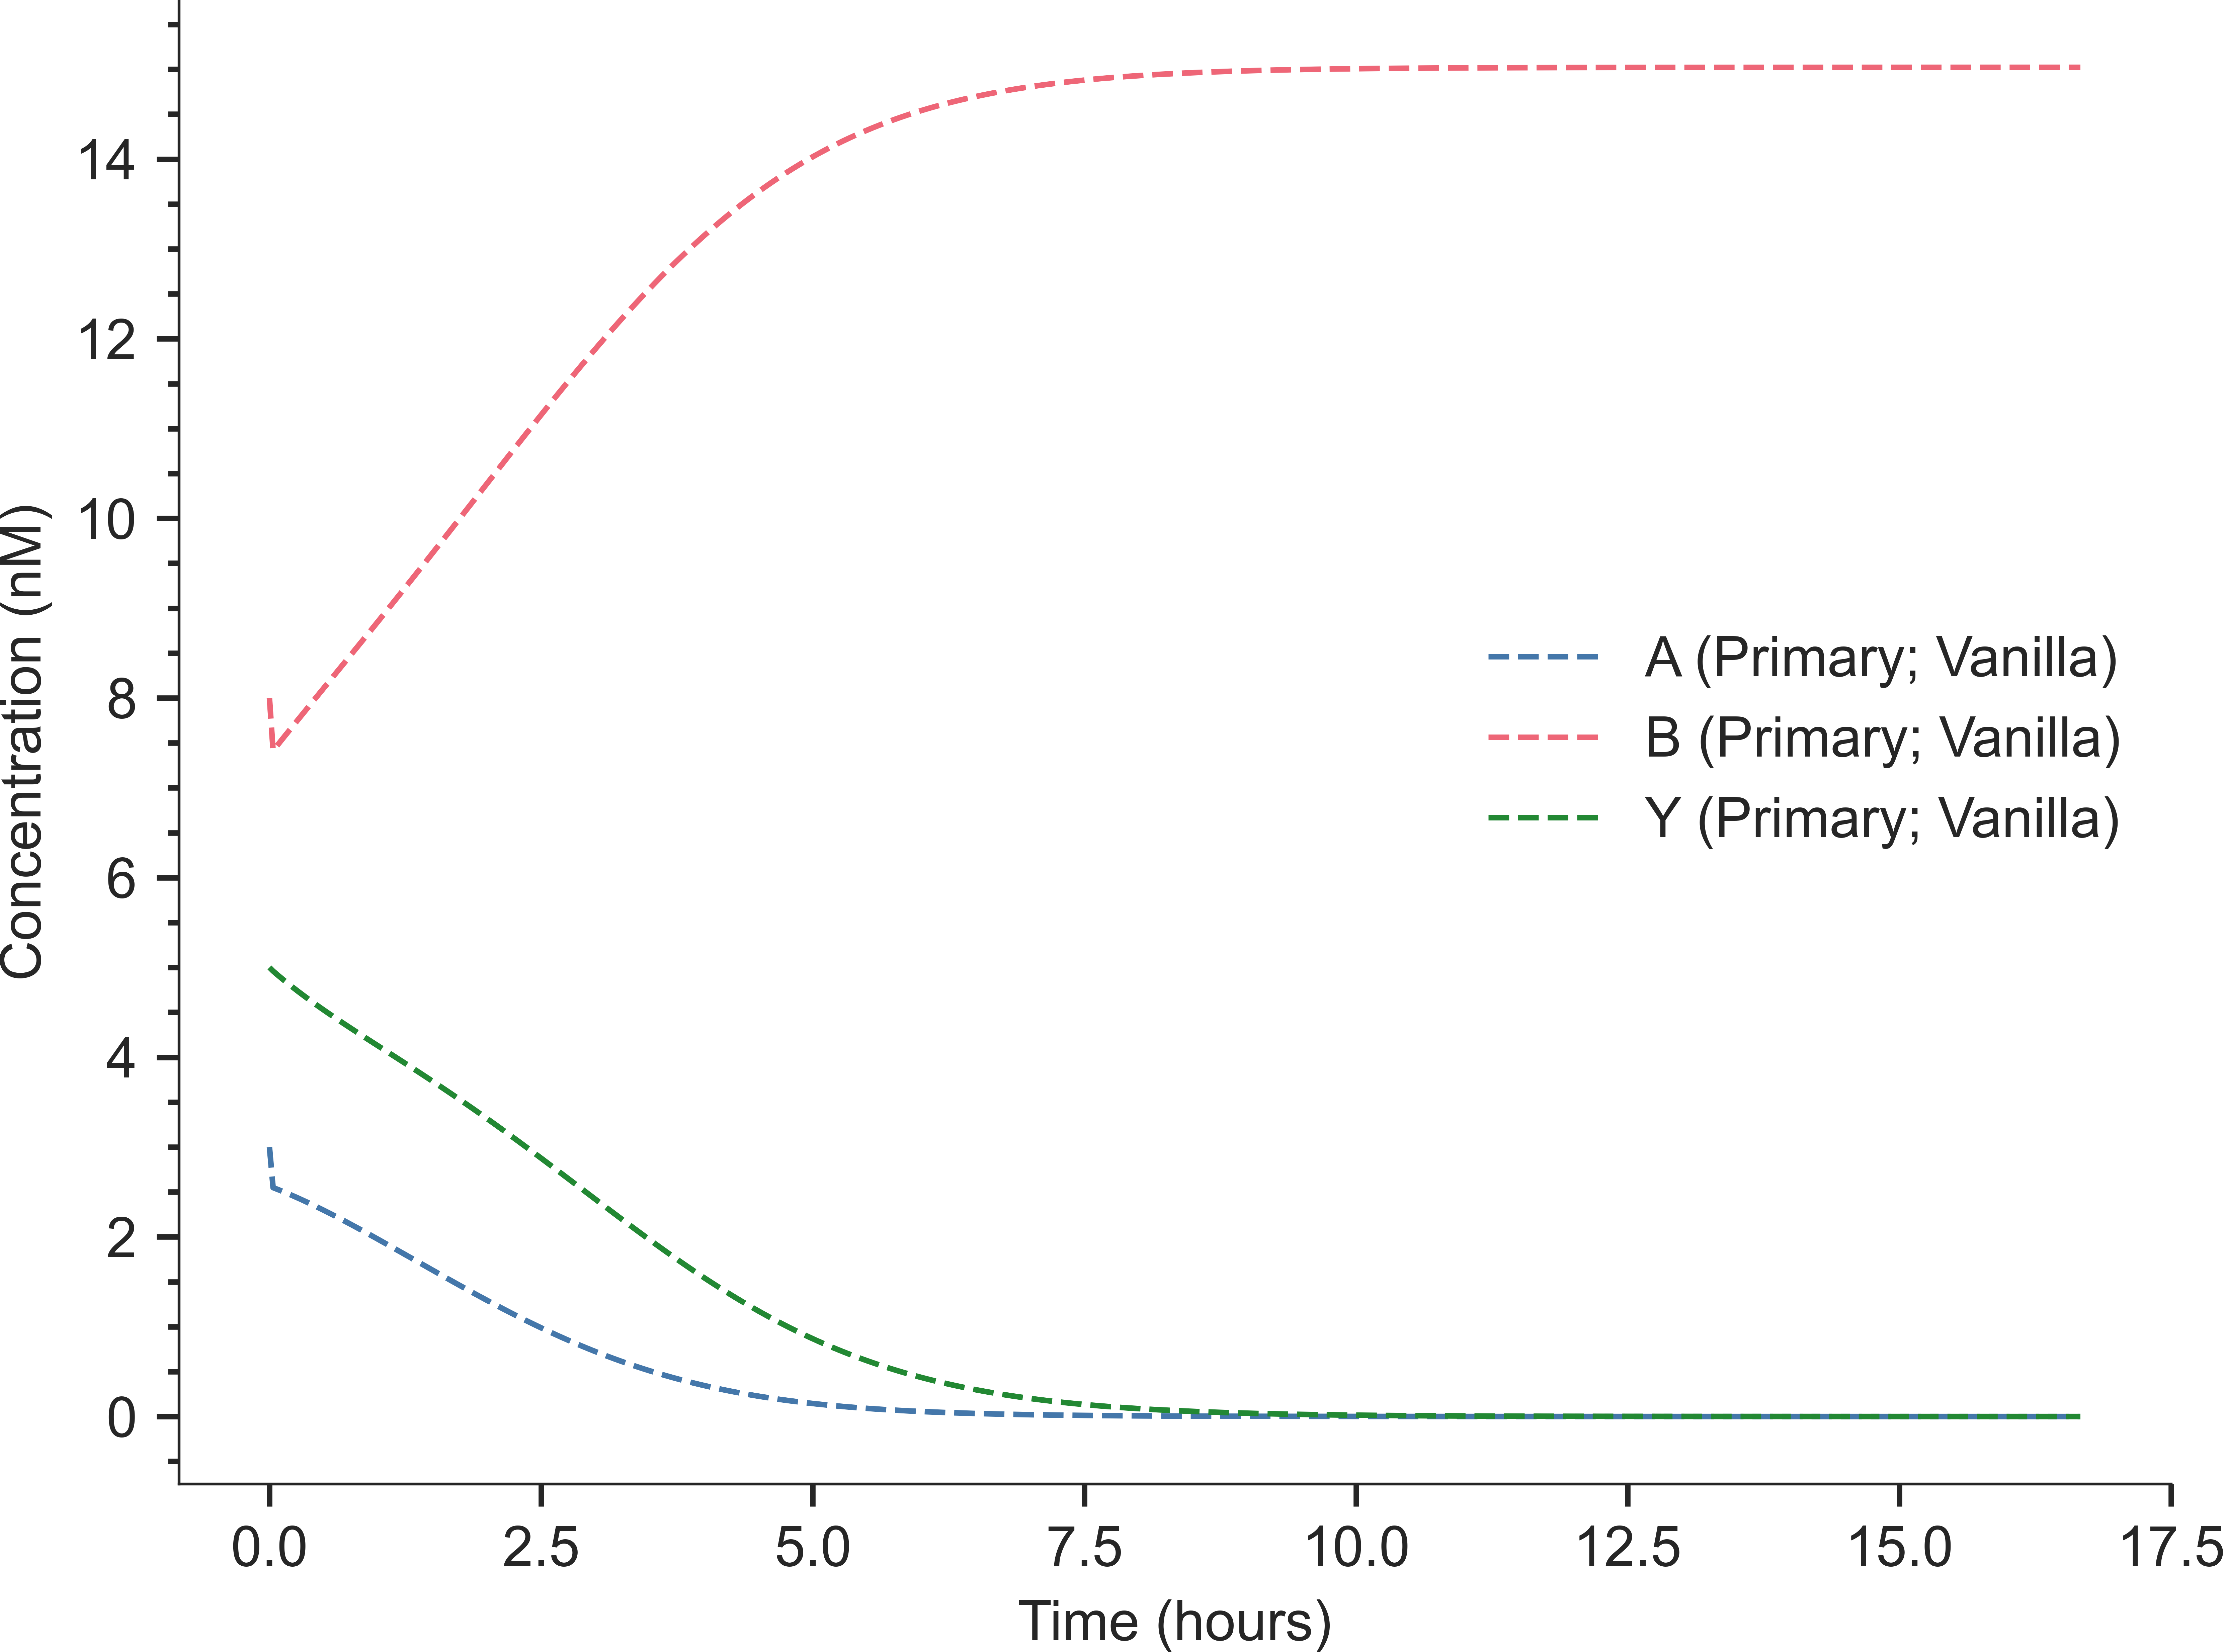 Concentration (nM)
14
12
10
8
6
4
2
0
A (Primary; Vanilla)
B (Primary; Vanilla)
Y (Primary; Vanilla)
0.0 2.5 5.0 7.5 10.0 12.5 15.0 17.5
Time (hours)